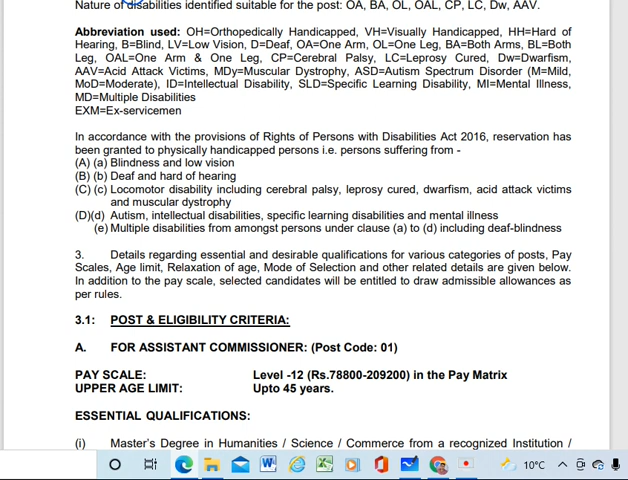 Nature of disabilities identified suitable for the post: OA, BA, OL, OAL, CP, LC, Dw, AAV.
Abbreviation used: OH=Orthopedically Handicapped, VH=Visually Handicapped, HH=Hard of
Hearing, B=Blind, LV=Low Vision, D=Deaf, OA=One Arm, OL=One Leg, BA=Both Arms, BL=Both
Leg, OAL=One Arm & One Leg, CP=Cerebral Palsy, LC=Leprosy Cured, Dw=Dwarfism,
AAV=Acid Attack Victims, MDy=Muscular Dystrophy, ASD=Autism Spectrum Disorder (M=Mild,
MoD=Moderate), ID=Intellectual Disability, SLD=Specific Learning Disability, MI=Mental Illness,
MD=Multiple Disabilities
EXM=Ex-servicemen
In accordance with the provisions of Rights of Persons with Disabilities Act 2016, reservation has
been granted to physically handicapped persons i.e. persons suffering from -
(A) (a) Blindness and low vision
(B) (b) Deaf and hard of hearing
(C) (c) Locomotor disability including cerebral palsy, leprosy cured, dwarfism, acid attack victims
and muscular dystrophy
(D)(d) Autism, intellectual disabilities, specific learning disabilities and mental illness
(e) Multiple disabilities from amongst persons under clause (a) to (d) including deaf-blindness
3. Details regarding essential and desirable qualifications for various categories of posts, Pay
Scales, Age limit, Relaxation of age, Mode of Selection and other related details are given below.
In addition to the pay scale, selected candidates will be entitled to draw admissible allowances as
per rules.
3.1: POST & ELIGIBILITY CRITERIA:
A. FOR ASSISTANT COMMISSIONER: (Post Code: 01)
PAY SCALE: Level -12 (Rs.78800-209200) in the Pay Matrix
UPPER AGE LIMIT: Upto 45 years.
ESSENTIAL QUALIFICATIONS:
(i) Master's Degree in Humanities / Science / Commerce from a recognized Institution /
10°C